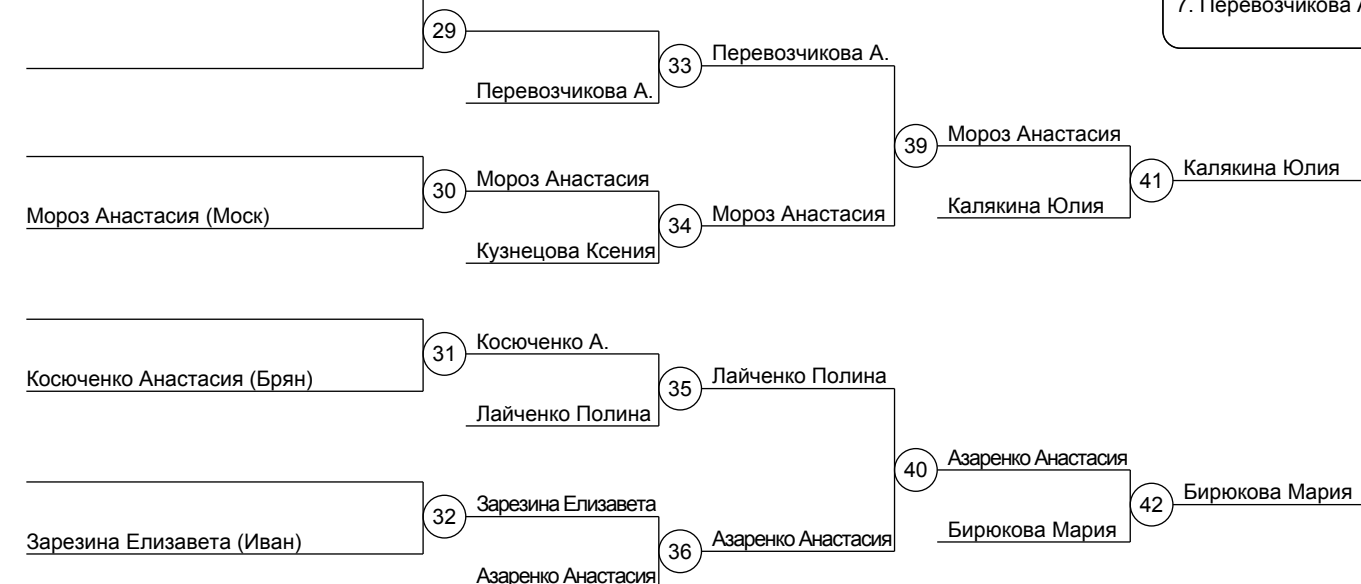 7. Перевозчикова А
29
Перевозчикова А.
33
Перевозчикова А.
Мороз Анастасия (Моск)
30
Мороз Анастасия
Кузнецова Ксения
34
Мороз Анастасия
39
Мороз Анастасия
Калякина Юлия
41
Калякина Юлия
Косюченко Анастасия (Брян)
31
Косюченко А.
Лайченко Полина
35
Лайченко Полина
Зарезина Елизавета (Иван)
32
Зарезина Елизавета
Азаренко Анастасия
36
Азаренко Анастасия
40
Азаренко Анастасия
Бирюкова Мария
42
Бирюкова Мария